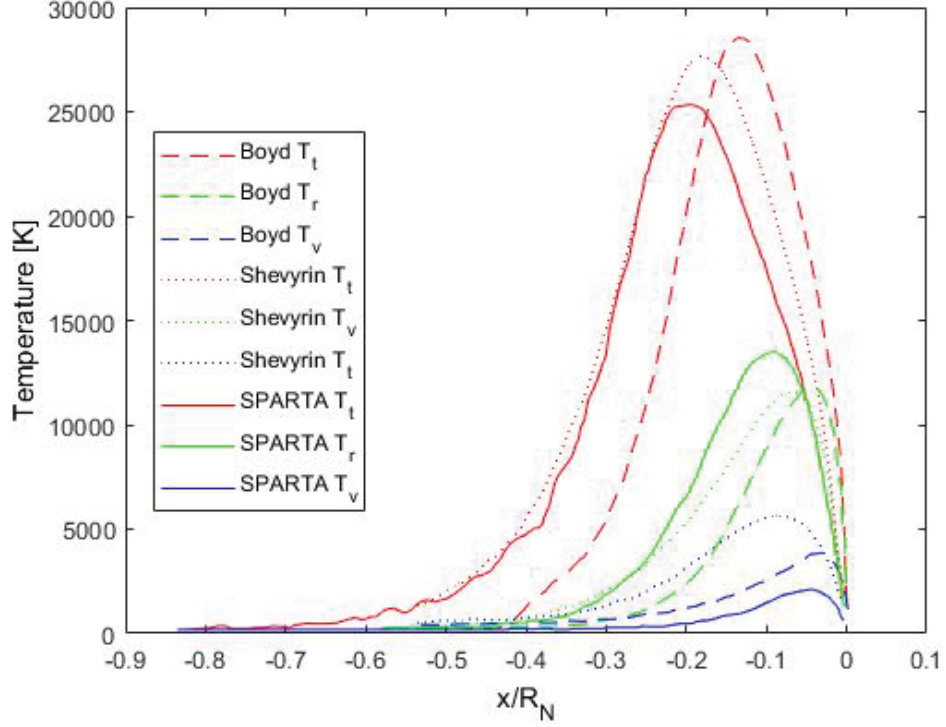 30000
25000
20000
15000
10000
5000
0
Temperature [K]
Boyd T_t
Boyd T_r
Boyd T_v
Shevyrin T_t
Shevyrin T_v
Shevyrin T_t
SPARTA T_t
SPARTA T_r
SPARTA T_v
-0.9 -0.8 -0.7 -0.6 -0.5 -0.4 -0.3 -0.2 -0.1 0 0.1
x/R_N